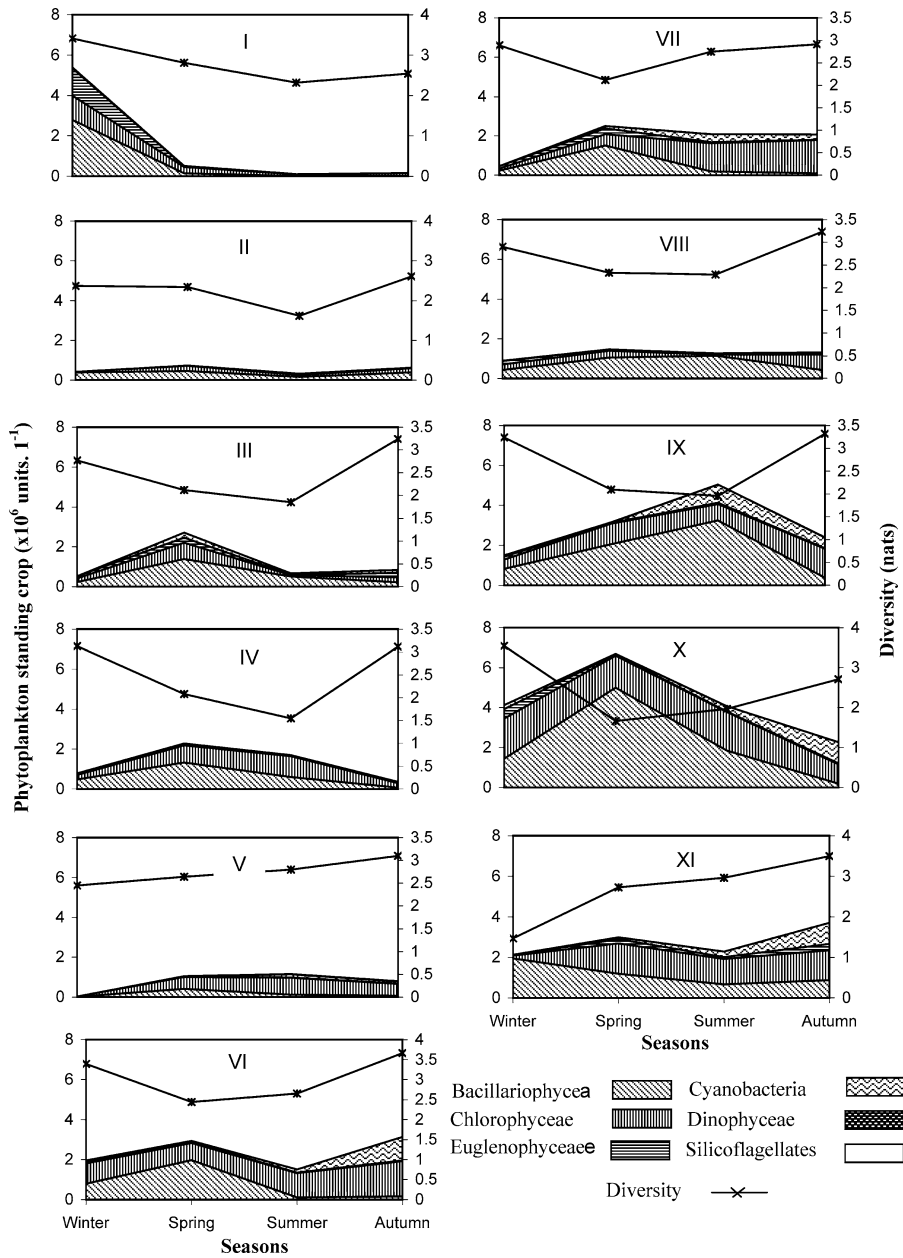 Phytoplankton standing crop (x10⁶ units. 1⁻¹)
I
8 6 4 2 0
4 3 2 1 0
II
8 6 4 2 0
4 3 2 1 0
III
8 6 4 2 0
3.5 3 2.5 2 1.5 1 0.5 0
IV
8 6 4 2 0
3.5 3 2.5 2 1.5 1 0.5 0
V
8 6 4 2 0
3.5 3 2.5 2 1.5 1 0.5 0
VI
8 6 4 2 0
4 3.5 3 2.5 2 1.5 1 0.5 0
Winter Spring Summer Autumn
Seasons
VII
8 6 4 2 0
3.5 3 2.5 2 1.5 1 0.5 0
VIII
8 6 4 2 0
3.5 3 2.5 2 1.5 1 0.5 0
IX
8 6 4 2 0
3.5 3 2.5 2 1.5 1 0.5 0
X
8 6 4 2 0
4 3 2 1 0
XI
8 6 4 2 0
4 3 2 1 0
Winter Spring Summer Autumn
Seasons
Diversity (nats)
Bacillariophycea Cyanobacteria
Chlorophyceae Dinophyceae
Euglenophyceaee Silicoflagellates
Diversity